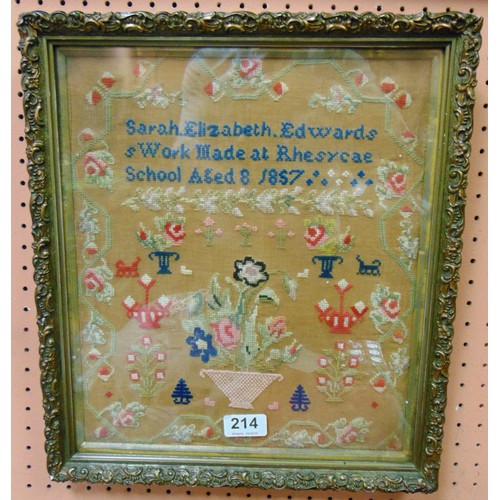 Sarah. Elizabeth. Edwards
s Work Made at Rhesycae
School Aged 8 1857
214